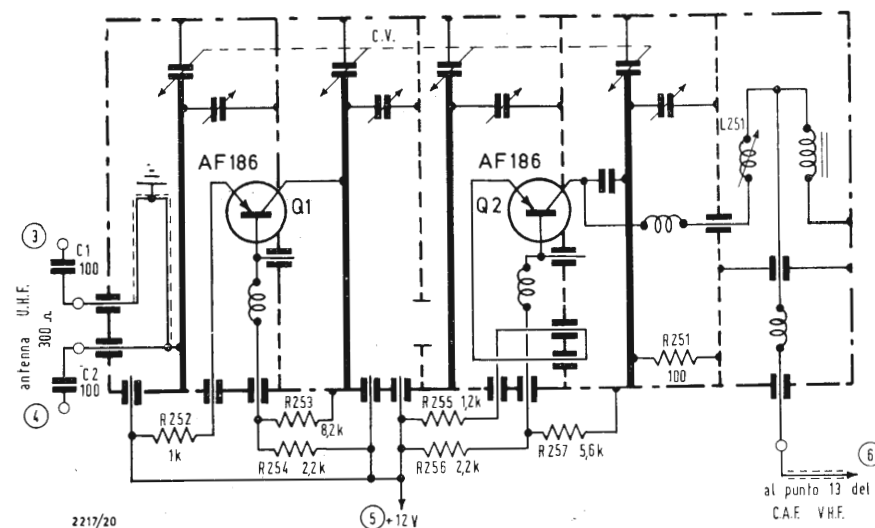 C.V.
L251
AF186
AF186
Q1
Q2
3
C1
100
antenna U.H.F.
300 Ω
C2
100
4
R251
100
R252
1k
R253
8,2k
R254 2,2k
R255 1,2k
R256 2,2k
R257 5,6k
6
al punto 13 del
C.A.F. V.H.F.
5 +12V
2217/20